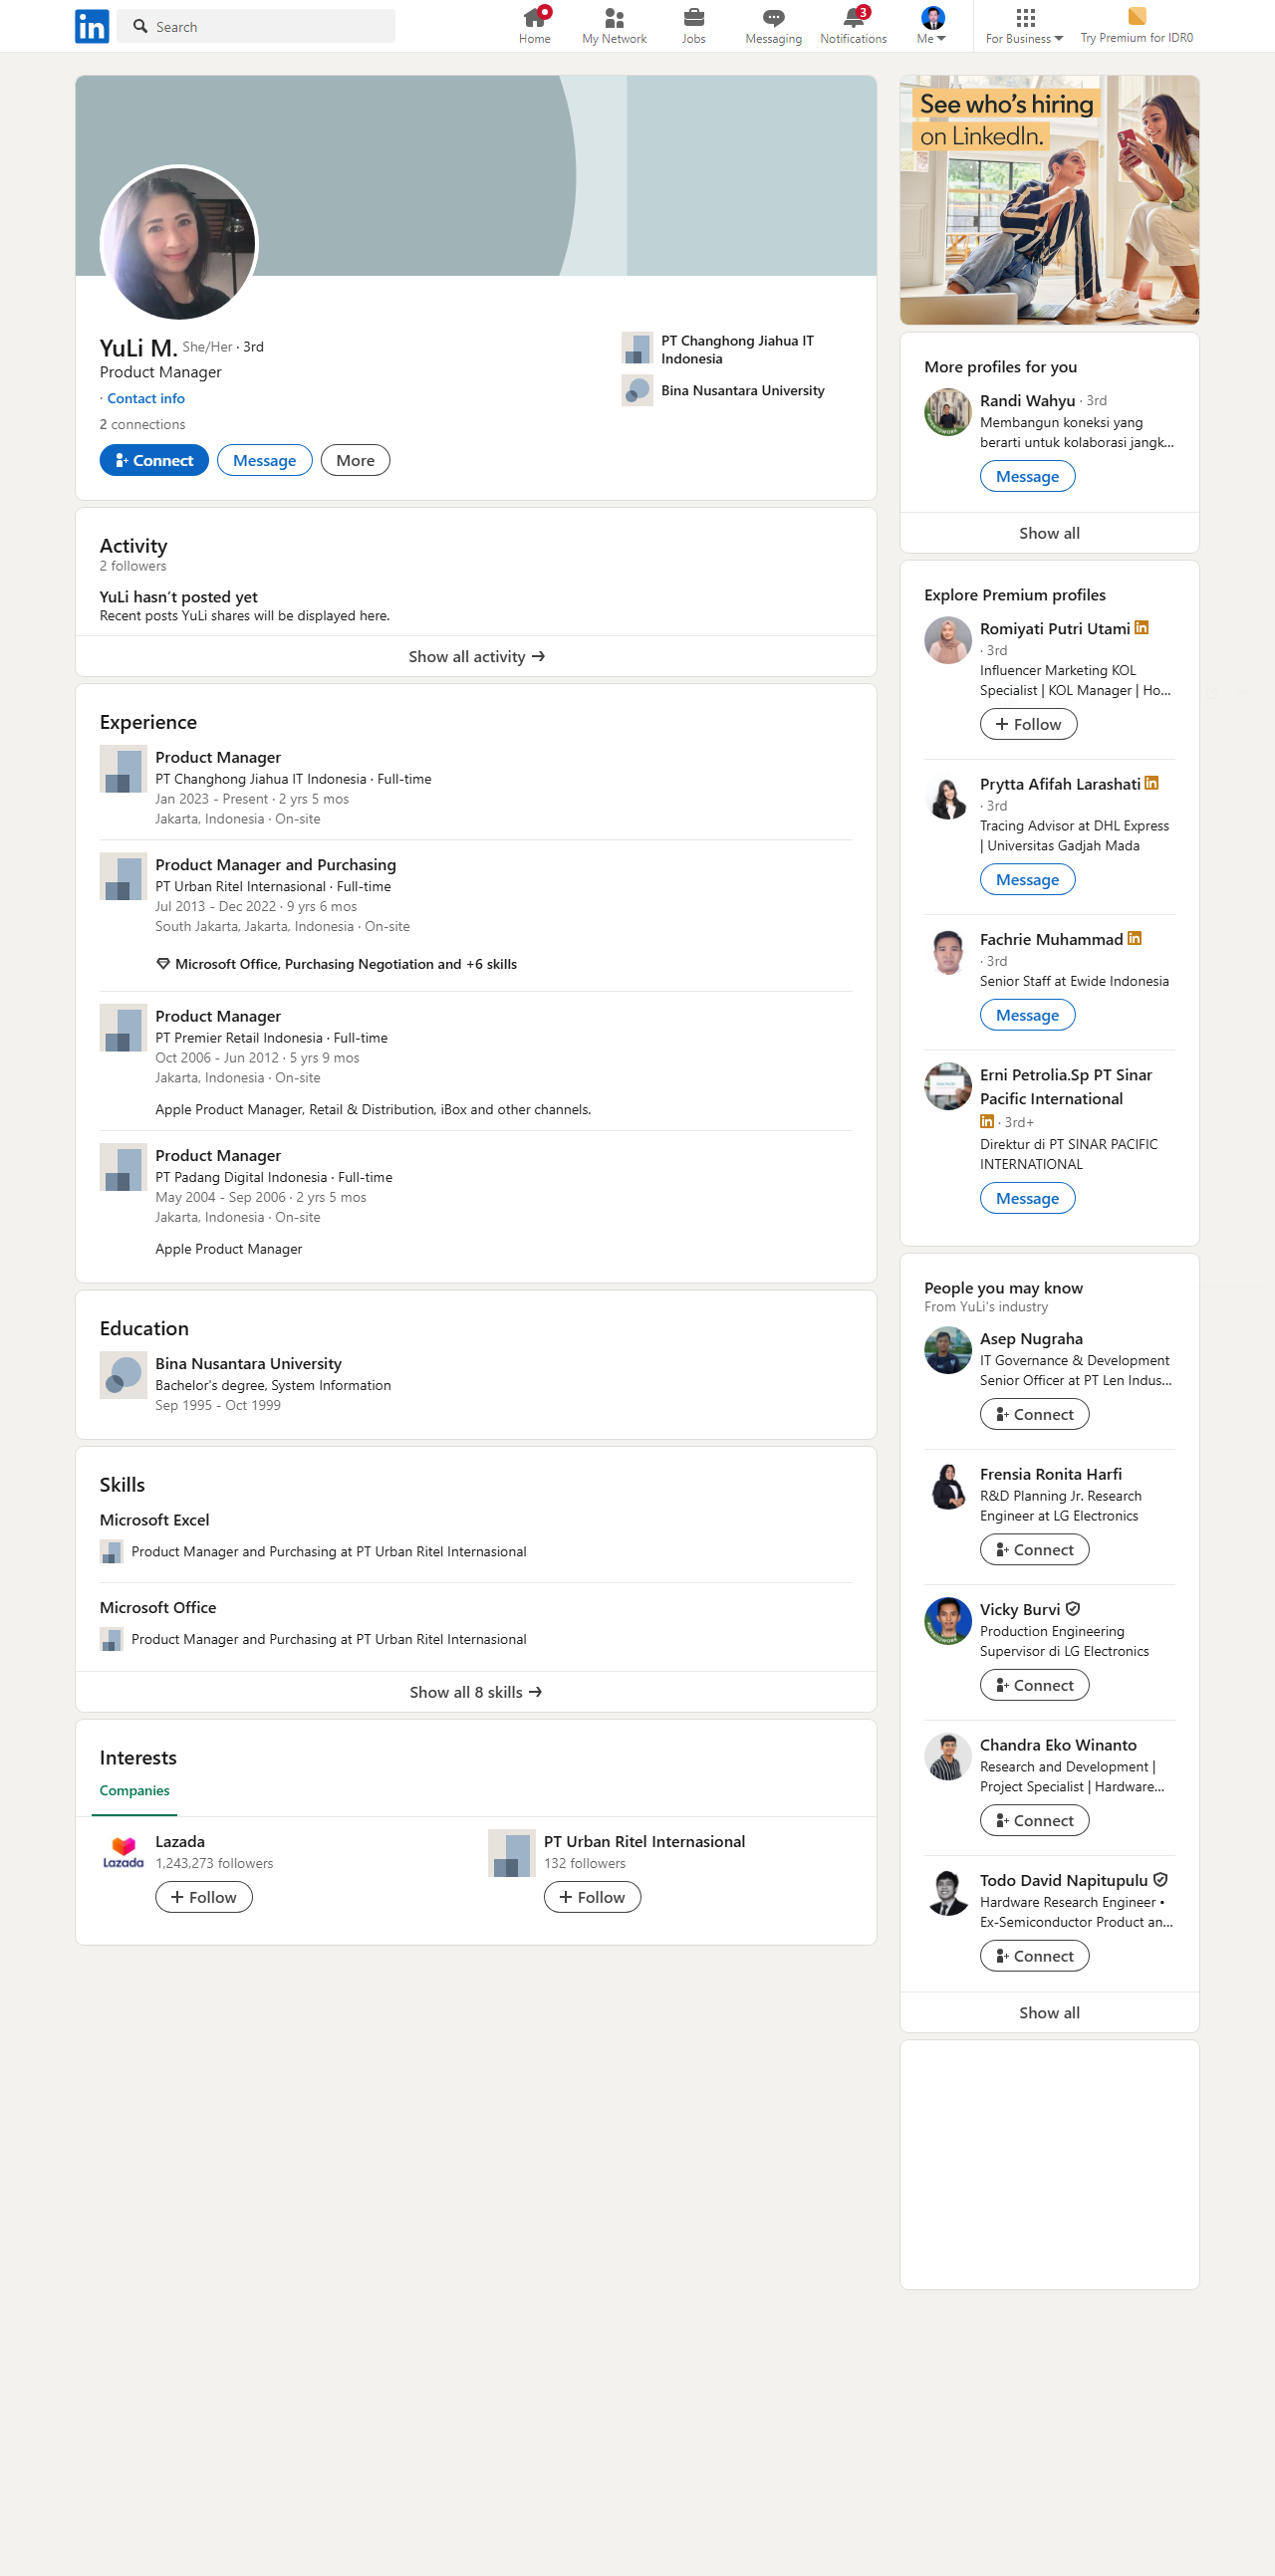 in
Search
Home
My Network
Jobs
Messaging
3
Notifications
Me
For Business
Try Premium for IDR0
See who's hiring
on LinkedIn.
YuLi M. She/Her · 3rd
Product Manager
· Contact info
2 connections
Connect
Message
More
PT Changhong Jiahua IT
Indonesia
Bina Nusantara University
Activity
2 followers
YuLi hasn't posted yet
Recent posts YuLi shares will be displayed here.
Show all activity →
Experience
Product Manager
PT Changhong Jiahua IT Indonesia · Full-time
Jan 2023 - Present · 2 yrs 5 mos
Jakarta, Indonesia · On-site
Product Manager and Purchasing
PT Urban Ritel Internasional · Full-time
Jul 2013 - Dec 2022 · 9 yrs 6 mos
South Jakarta, Jakarta, Indonesia · On-site
Microsoft Office, Purchasing Negotiation and +6 skills
Product Manager
PT Premier Retail Indonesia · Full-time
Oct 2006 - Jun 2012 · 5 yrs 9 mos
Jakarta, Indonesia · On-site
Apple Product Manager, Retail & Distribution, iBox and other channels.
Product Manager
PT Padang Digital Indonesia · Full-time
May 2004 - Sep 2006 · 2 yrs 5 mos
Jakarta, Indonesia · On-site
Apple Product Manager
Education
Bina Nusantara University
Bachelor's degree, System Information
Sep 1995 - Oct 1999
Skills
Microsoft Excel
Product Manager and Purchasing at PT Urban Ritel Internasional
Microsoft Office
Product Manager and Purchasing at PT Urban Ritel Internasional
Show all 8 skills →
Interests
Companies
Lazada
Lazada
1,243,273 followers
+ Follow
PT Urban Ritel Internasional
132 followers
+ Follow
More profiles for you
Randi Wahyu · 3rd
Membangun koneksi yang
berarti untuk kolaborasi jangk...
Message
Show all
Explore Premium profiles
Romiyati Putri Utami in
· 3rd
Influencer Marketing KOL
Specialist | KOL Manager | Ho...
+ Follow
Prytta Afifah Larashati in
· 3rd
Tracing Advisor at DHL Express
| Universitas Gadjah Mada
Message
Fachrie Muhammad in
· 3rd
Senior Staff at Ewide Indonesia
Message
Erni Petrolia.Sp PT Sinar
Pacific International
in · 3rd+
Direktur di PT SINAR PACIFIC
INTERNATIONAL
Message
People you may know
From YuLi's industry
Asep Nugraha
IT Governance & Development
Senior Officer at PT Len Indus...
Connect
Frensia Ronita Harfi
R&D Planning Jr. Research
Engineer at LG Electronics
Connect
Vicky Burvi
Production Engineering
Supervisor di LG Electronics
Connect
Chandra Eko Winanto
Research and Development |
Project Specialist | Hardware...
Connect
Todo David Napitupulu
Hardware Research Engineer •
Ex-Semiconductor Product an...
Connect
Show all